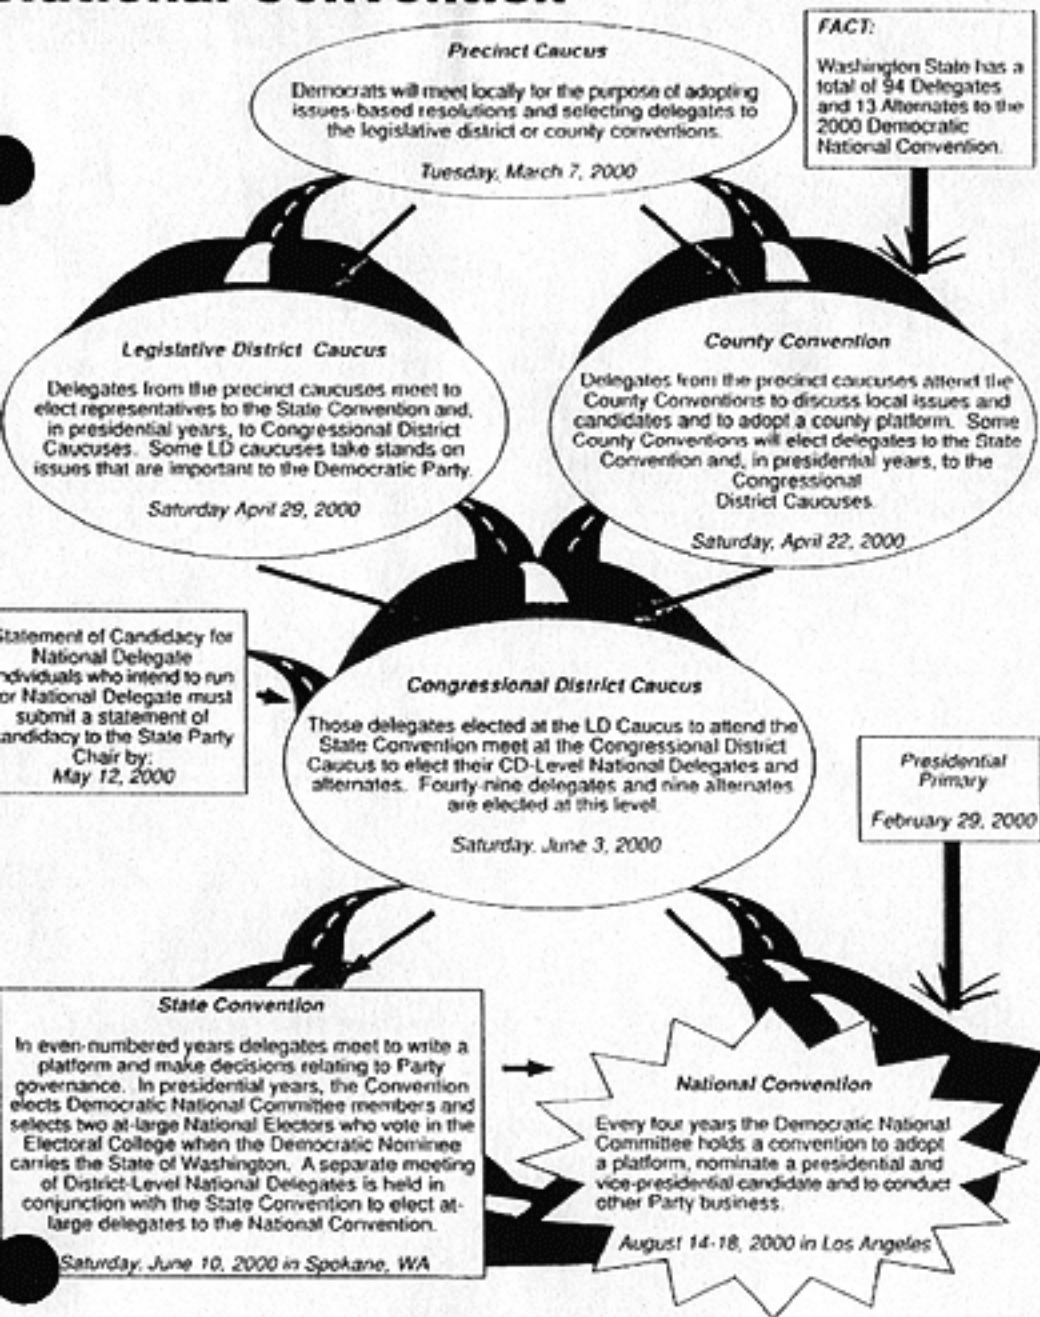 National Convention
Precinct Caucus
Democrats will meet locally for the purpose of adopting
issues-based resolutions and selecting delegates to
the legislative district or county conventions.
Tuesday, March 7, 2000
FACT:
Washington State has a
total of 94 Delegates
and 13 Alternates to the
2000 Democratic
National Convention.
Legislative District Caucus
Delegates from the precinct caucuses meet to
elect representatives to the State Convention and,
in presidential years, to Congressional District
Caucuses. Some LD caucuses take stands on
issues that are important to the Democratic Party.
Saturday April 29, 2000
County Convention
Delegates from the precinct caucuses attend the
County Conventions to discuss local issues and
candidates and to adopt a county platform. Some
County Conventions will elect delegates to the State
Convention and, in presidential years, to the
Congressional
District Caucuses.
Saturday, April 22, 2000
Statement of Candidacy for
National Delegate
ndividuals who intend to run
or National Delegate must
submit a statement of
candidacy to the State Party
Chair by:
May 12, 2000
Congressional District Caucus
Those delegates elected at the LD Caucus to attend the
State Convention meet at the Congressional District
Caucus to elect their CD-Level National Delegates and
alternates. Fourty-nine delegates and nine alternates
are elected at this level.
Saturday, June 3, 2000
Presidential
Primary
February 29, 2000
State Convention
In even-numbered years delegates meet to write a
platform and make decisions relating to Party
governance. In presidential years, the Convention
elects Democratic National Committee members and
selects two at-large National Electors who vote in the
Electoral College when the Democratic Nominee
carries the State of Washington. A separate meeting
of District-Level National Delegates is held in
conjunction with the State Convention to elect at-
large delegates to the National Convention.
Saturday, June 10, 2000 in Spokane, WA
National Convention
Every four years the Democratic National
Committee holds a convention to adopt
a platform, nominate a presidential and
vice-presidential candidate and to conduct
other Party business.
August 14-18, 2000 in Los Angeles